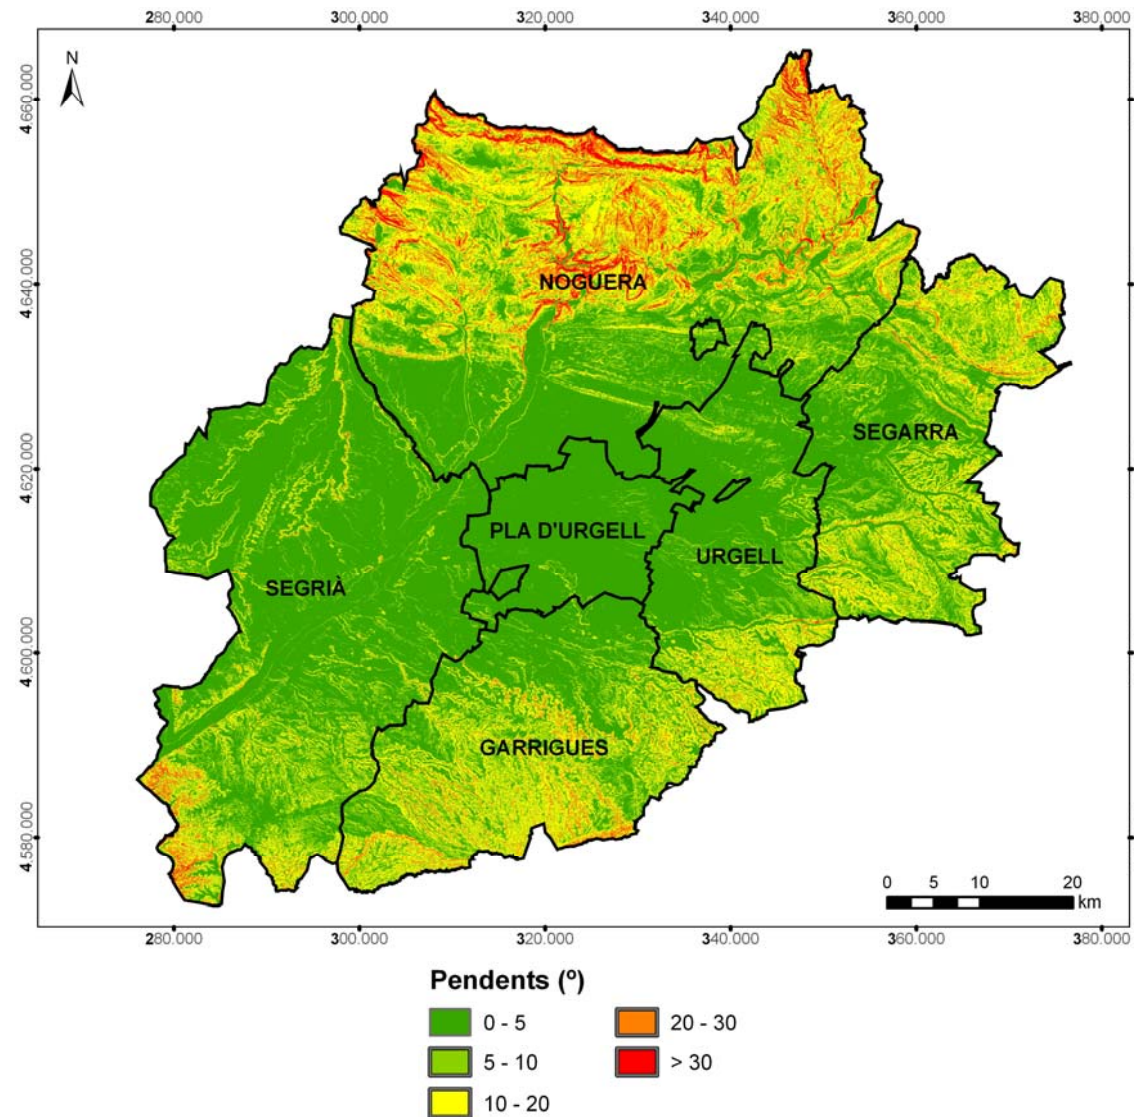 280.000 300.000 320.000 340.000 360.000 380.000
N
4.660.000
4.640.000
4.620.000
4.600.000
4.580.000
NOGUERA
SEGARRA
PLA D'URGELL
URGELL
SEGRIÀ
GARRIGUES
0 5 10 20
km
280.000 300.000 320.000 340.000 360.000 380.000
Pendents (º)
0 - 5
5 - 10
10 - 20
20 - 30
> 30